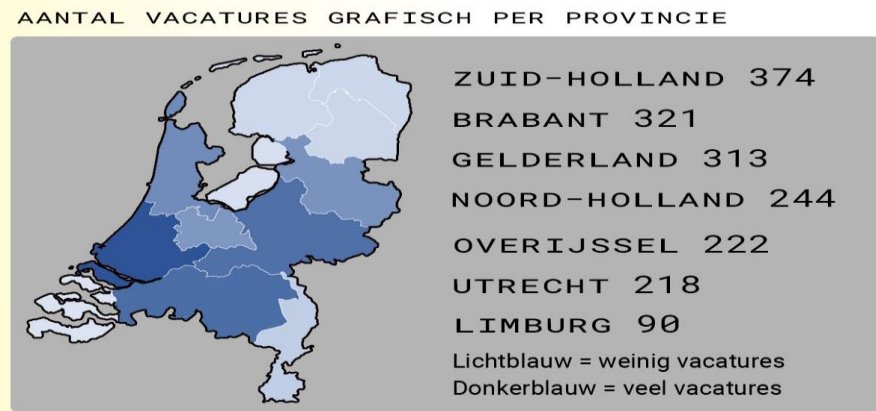 AANTAL VACATURES GRAFISCH PER PROVINCIE
ZUID-HOLLAND 374
BRABANT 321
GELDERLAND 313
NOORD-HOLLAND 244
OVERIJSSEL 222
UTRECHT 218
LIMBURG 90
Lichtblauw = weinig vacatures
Donkerblauw = veel vacatures